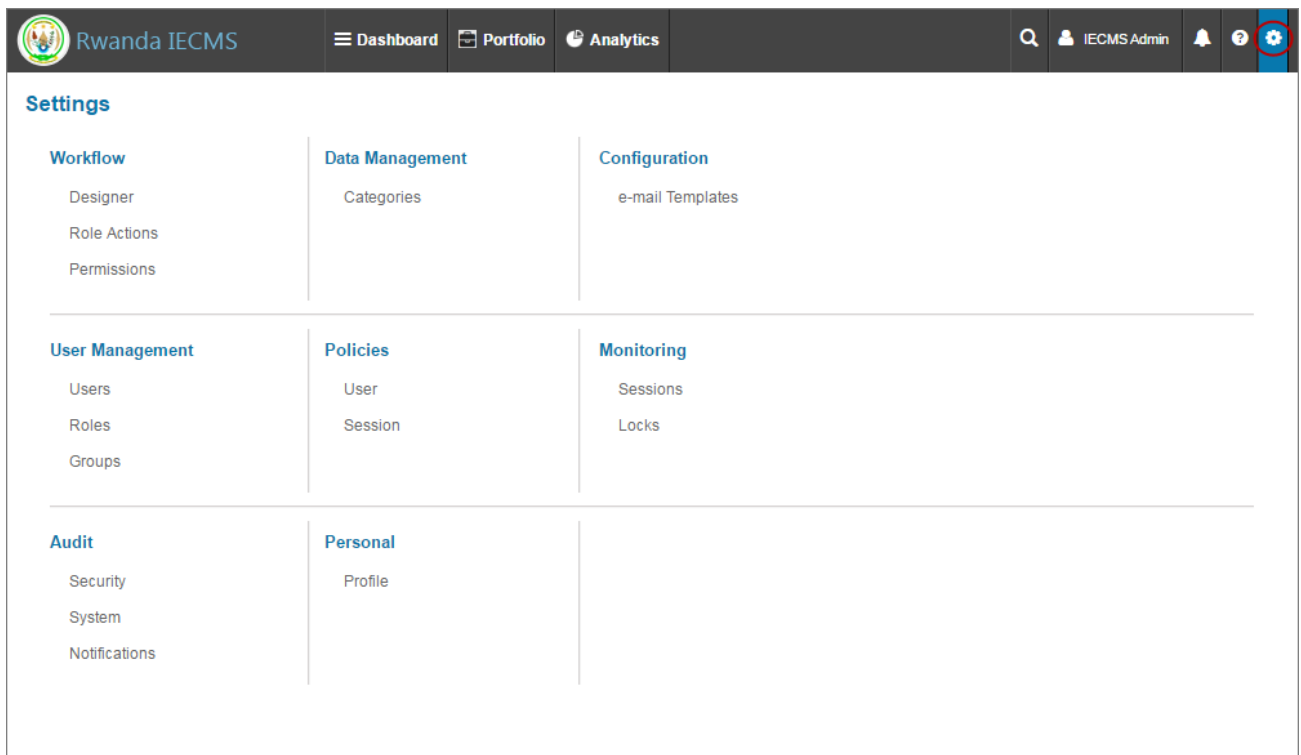 Rwanda IECMS
Dashboard
Portfolio
Analytics
IECMS Admin
Settings
Workflow
Designer
Role Actions
Permissions
Data Management
Categories
Configuration
e-mail Templates
User Management
Users
Roles
Groups
Policies
User
Session
Monitoring
Sessions
Locks
Audit
Security
System
Notifications
Personal
Profile